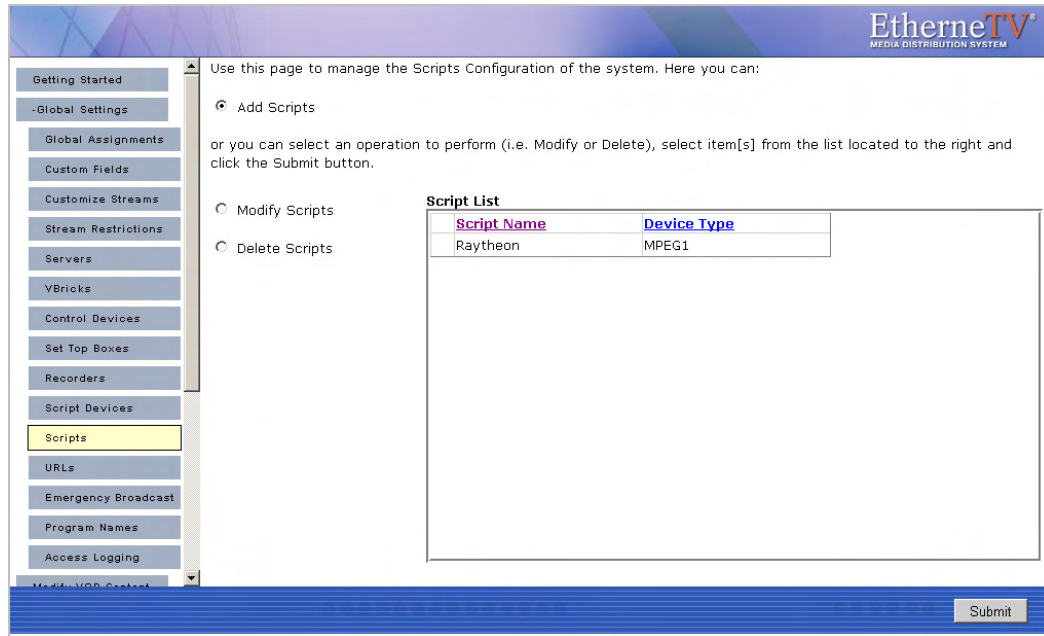 EtherneTV®
MEDIA DISTRIBUTION SYSTEM
Getting Started
-Global Settings
Global Assignments
Custom Fields
Customize Streams
Stream Restrictions
Servers
VBricks
Control Devices
Set Top Boxes
Recorders
Script Devices
Scripts
URLs
Emergency Broadcast
Program Names
Access Logging
Modify VOD Content
Use this page to manage the Scripts Configuration of the system. Here you can:
Add Scripts
or you can select an operation to perform (i.e. Modify or Delete), select item[s] from the list located to the right and
click the Submit button.
Modify Scripts
Delete Scripts
Script List
Script Name Device Type
Raytheon MPEG1
Submit